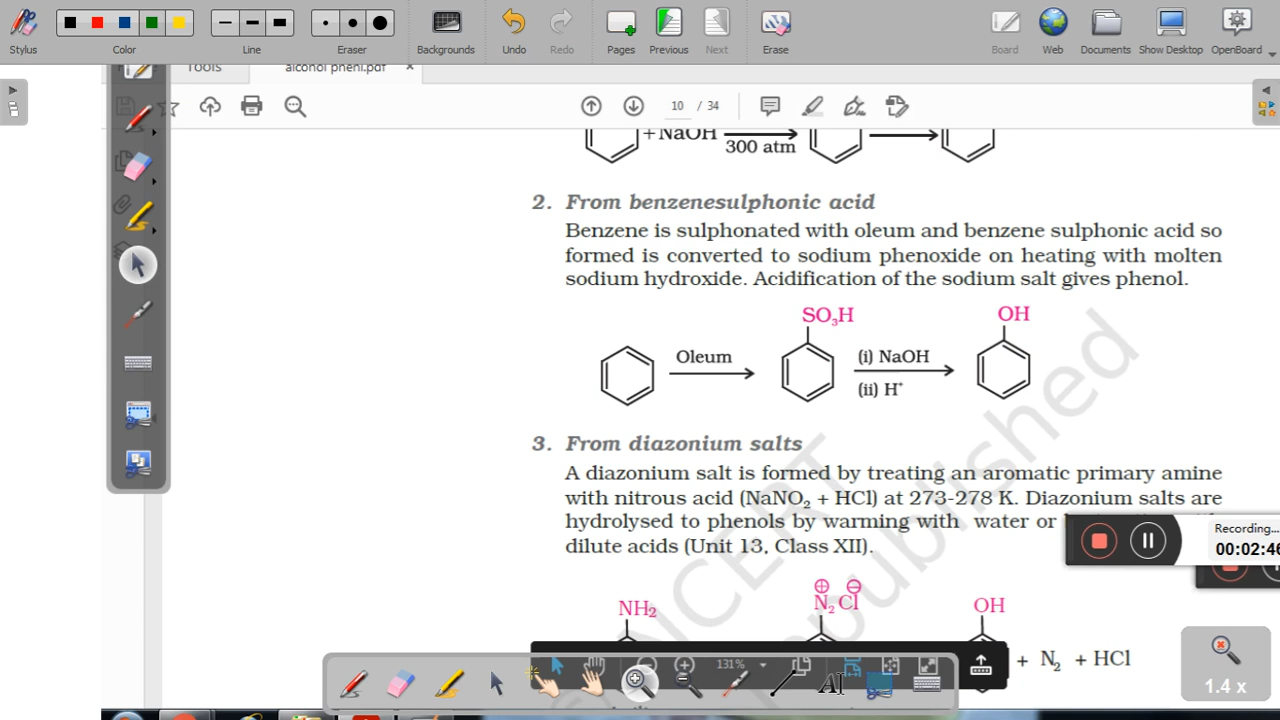 Stylus Color Line Eraser Backgrounds Undo Redo Pages Previous Next Erase Board Web Documents Show Desktop OpenBoard
Tools alcohol phenl.pdf ×
10 / 34
+ NaOH
300 atm
2. From benzenesulphonic acid
Benzene is sulphonated with oleum and benzene sulphonic acid so
formed is converted to sodium phenoxide on heating with molten
sodium hydroxide. Acidification of the sodium salt gives phenol.
SO₃H OH
Oleum (i) NaOH
(ii) H⁺
3. From diazonium salts
A diazonium salt is formed by treating an aromatic primary amine
with nitrous acid (NaNO₂ + HCl) at 273-278 K. Diazonium salts are
hydrolysed to phenols by warming with water or
dilute acids (Unit 13, Class XII).
Recording...
00:02:46
NH₂ N₂ Cl OH
+ N₂ + HCl
131%
1.4 x
NCERT
republished